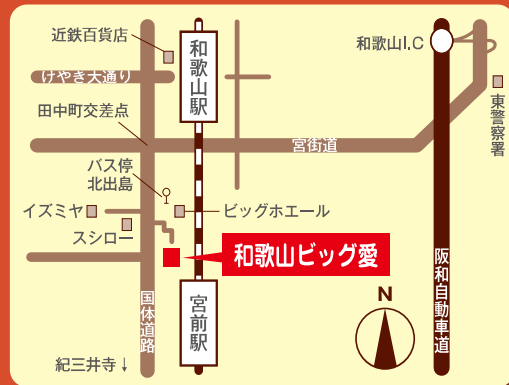 近鉄百貨店
和歌山駅
和歌山I.C
けやき大通り
東警察署
田中町交差点
宮街道
バス停
北出島
イズミヤ
ビッグホエール
スシロー
和歌山ビッグ愛
阪和自動車道
国体道路
宮前駅
N
紀三井寺↓